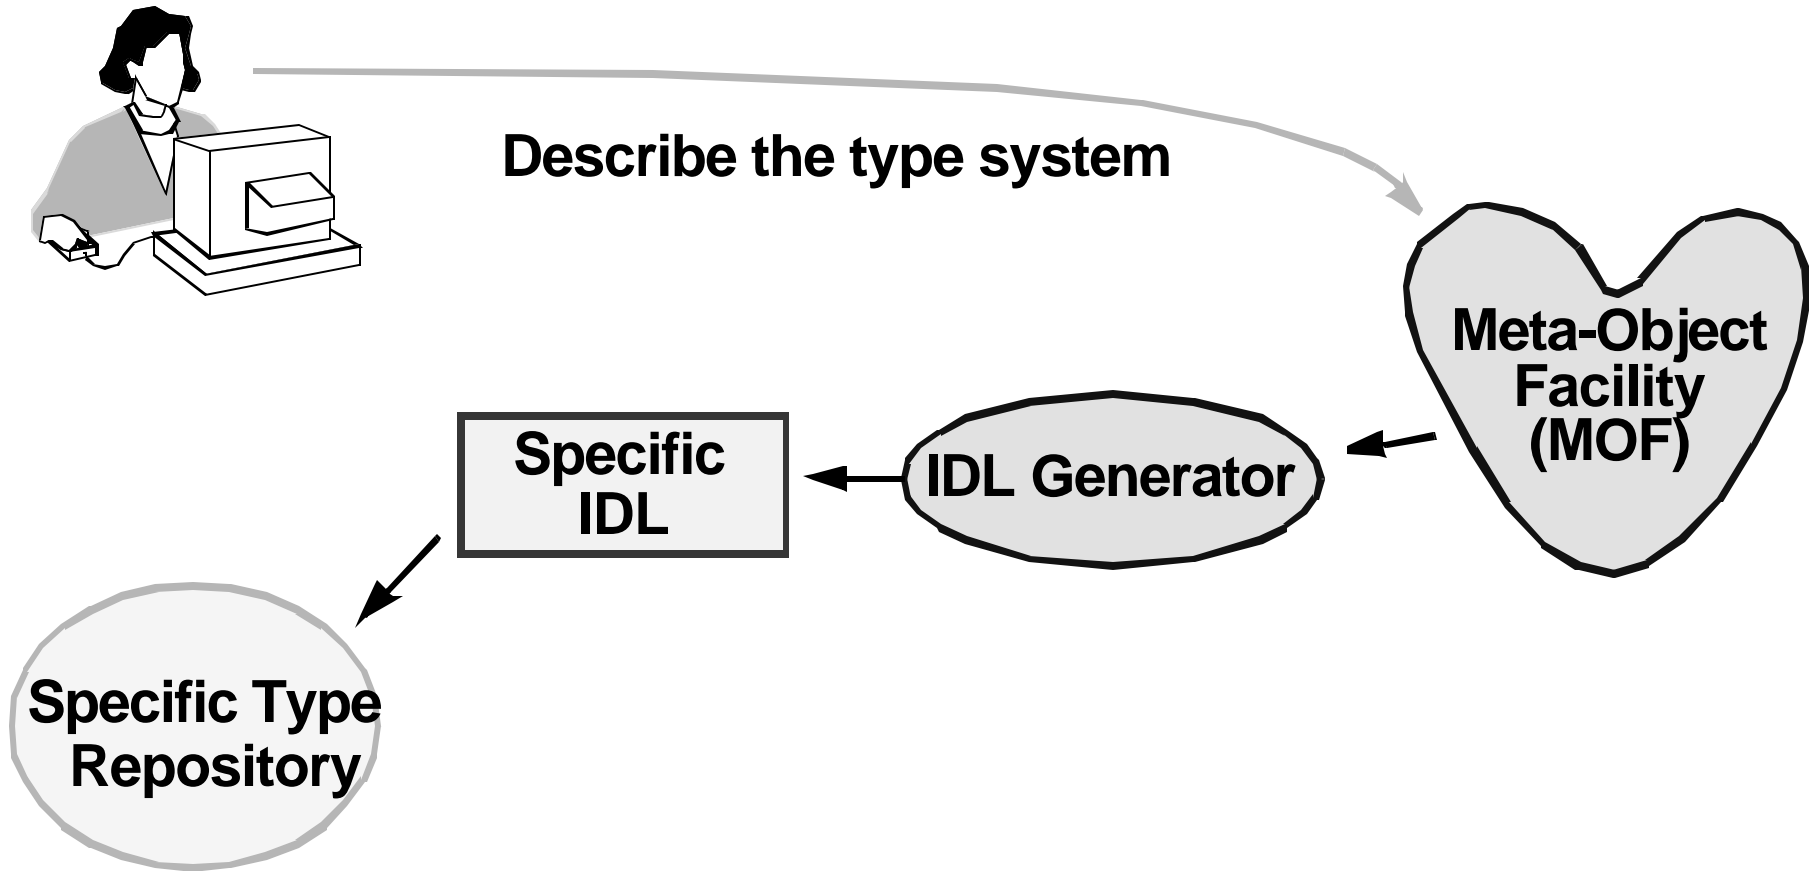 Describe the type system
Meta-Object
Facility
(MOF)
IDL Generator
Specific
IDL
Specific Type
Repository